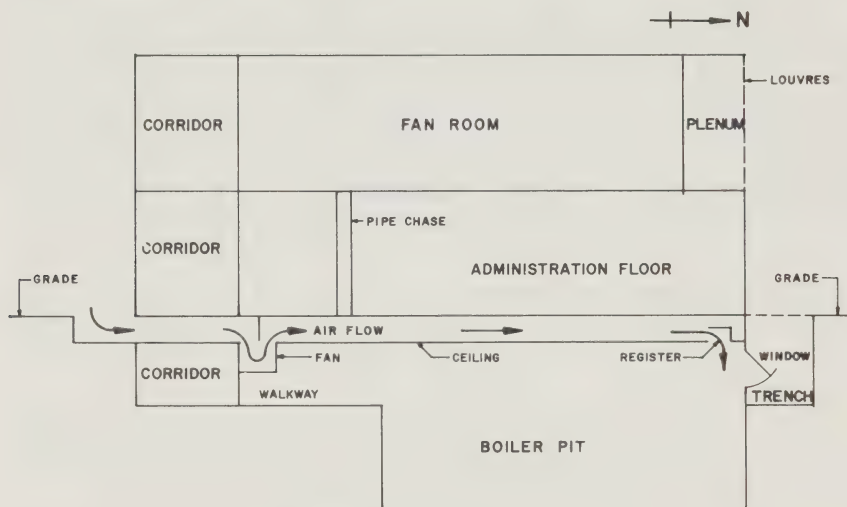 N
LOUVRES
CORRIDOR
FAN ROOM
PLENUM
PIPE CHASE
CORRIDOR
ADMINISTRATION FLOOR
GRADE
GRADE
AIR FLOW
FAN
CEILING
REGISTER
WINDOW
CORRIDOR
WALKWAY
TRENCH
BOILER PIT